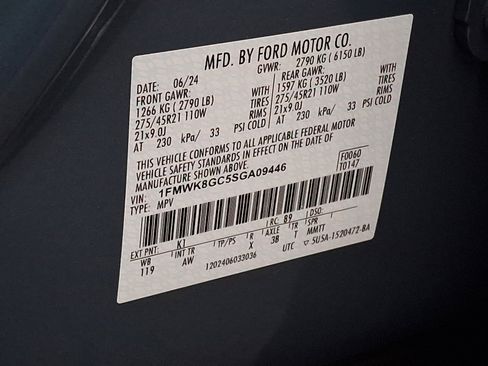 MFD. BY FORD MOTOR CO.
DATE: 06/24 GVWR: 2790 KG ( 6150 LB)
FRONT GAWR: REAR GAWR:
1266 KG ( 2790 LB) 1597 KG ( 3520 LB)
275/45R21 110W TIRES 275/45R21 110W TIRES
21x9.0J RIMS 21x9.0J RIMS
AT 230 kPa/ 33 PSI COLD AT 230 kPa/ 33 PSI COLD
THIS VEHICLE CONFORMS TO ALL APPLICABLE FEDERAL MOTOR
VEHICLE SAFETY STANDARDS IN EFFECT ON THE DATE OF
MANUFACTURE SHOWN ABOVE.
VIN: 1FMWK8GC5SGA09446 F0060
TYPE: MPV T0147
EXT PNT: K1 RC: 89 DSO:
WB INT TR TP/PS R AXLE TR SPR
119 AW X 3B T MMTT
1202406033036 UTC ▽ 5U5A-1520472-BA